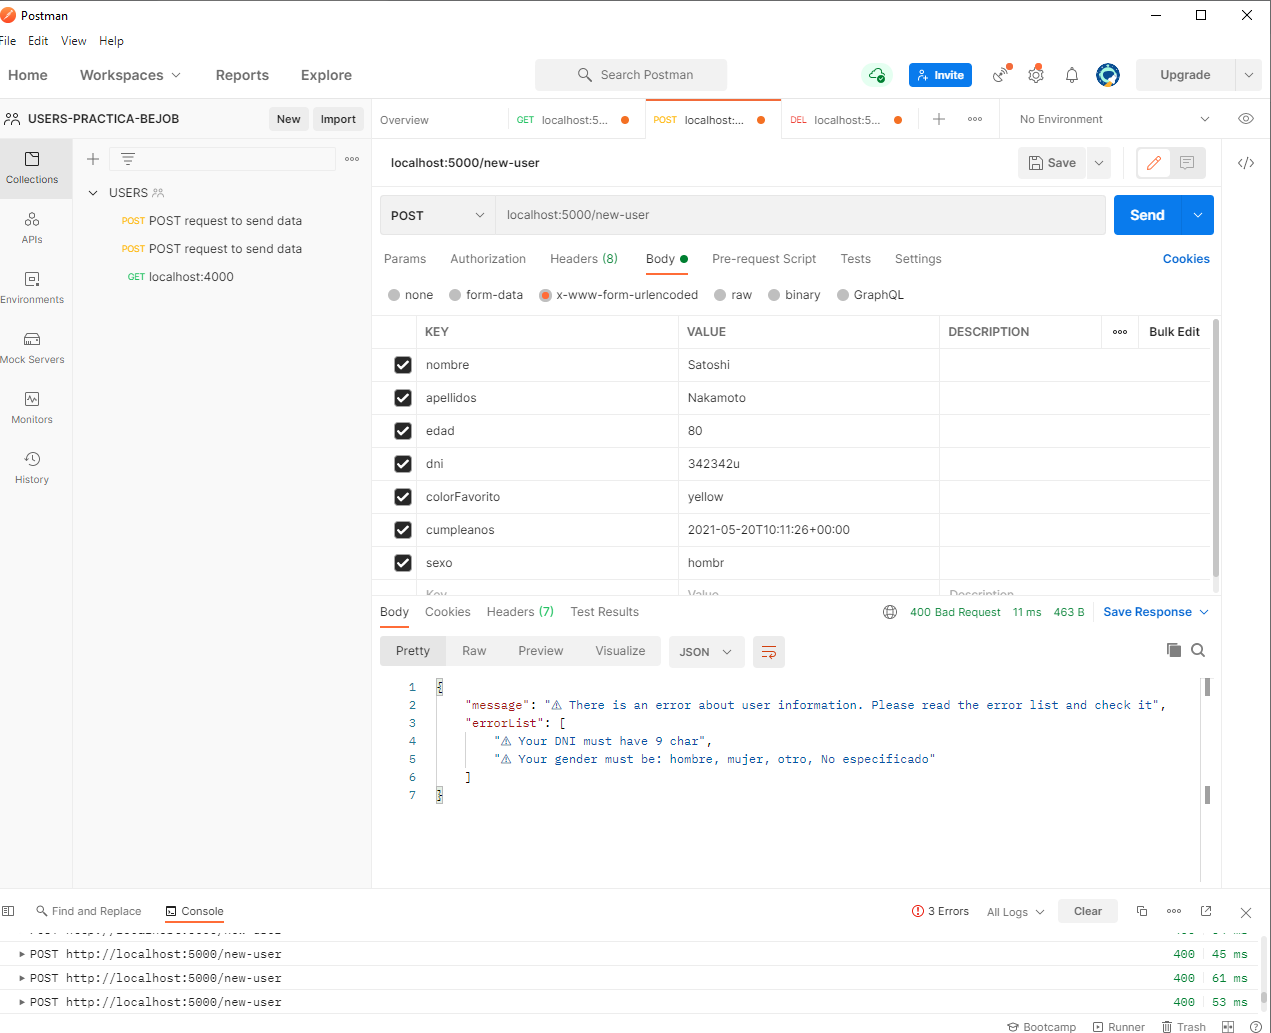 Postman
File Edit View Help
Home Workspaces Reports Explore Search Postman Invite Upgrade
USERS-PRACTICA-BEJOB New Import
Overview GET localhost:5... POST localhost:... DEL localhost:5... No Environment
Collections
APIs
Environments
Mock Servers
Monitors
History
USERS
POST POST request to send data
POST POST request to send data
GET localhost:4000
localhost:5000/new-user Save
POST localhost:5000/new-user Send
Params Authorization Headers (8) Body Pre-request Script Tests Settings Cookies
none form-data x-www-form-urlencoded raw binary GraphQL
KEY VALUE DESCRIPTION Bulk Edit
nombre Satoshi
apellidos Nakamoto
edad 80
dni 342342u
colorFavorito yellow
cumpleanos 2021-05-20T10:11:26+00:00
sexo hombr
Key Value Description
Body Cookies Headers (7) Test Results 400 Bad Request 11 ms 463 B Save Response
Pretty Raw Preview Visualize JSON
1 {
2 "message": "⚠ There is an error about user information. Please read the error list and check it",
3 "errorList": [
4 "⚠ Your DNI must have 9 char",
5 "⚠ Your gender must be: hombre, mujer, otro, No especificado"
6 ]
7 }
Find and Replace Console 3 Errors All Logs Clear
POST http://localhost:5000/new-user
POST http://localhost:5000/new-user 400 45 ms
POST http://localhost:5000/new-user 400 61 ms
POST http://localhost:5000/new-user 400 53 ms
Bootcamp Runner Trash